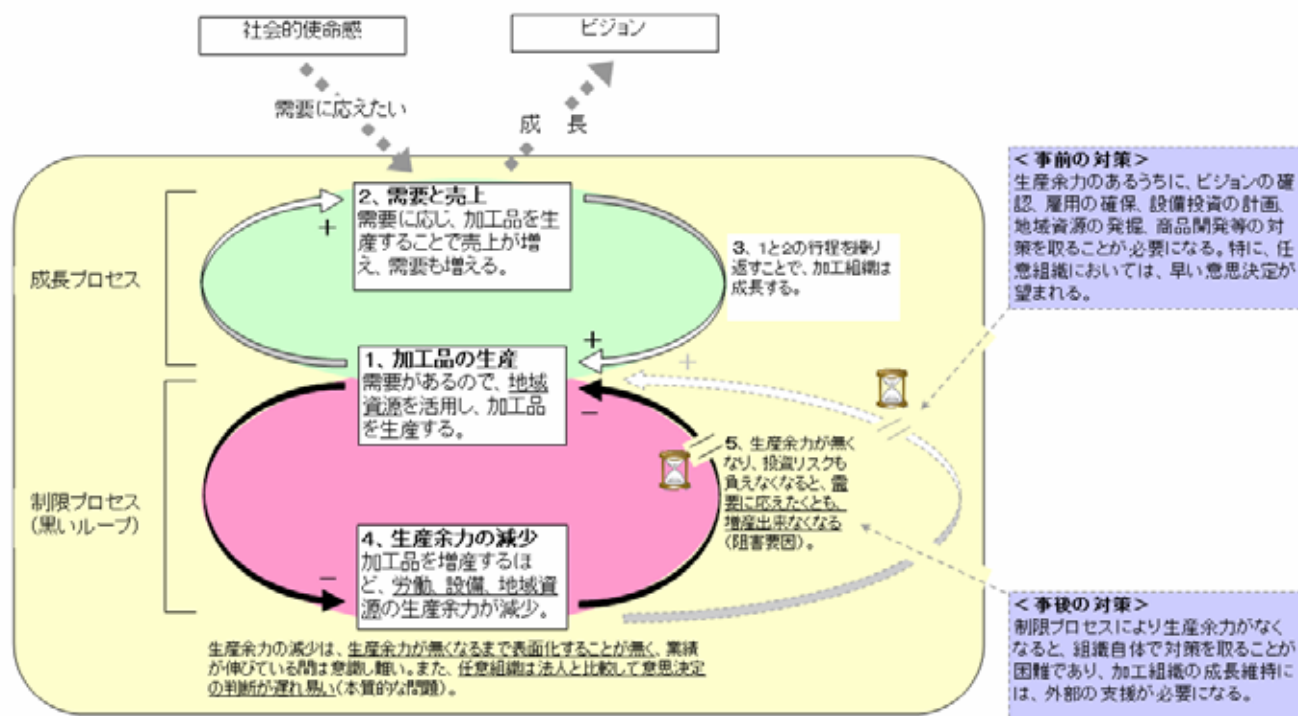 社会的使命感
ビジョン
需要に応えたい
成 長
<事前の対策>
生産余力のあるうちに、ビジョンの確
認、雇用の確保、設備投資の計画、
地域資源の発掘、商品開発等の対
策を取ることが必要になる。特に、任
意組織においては、早い意思決定が
望まれる。
成長プロセス
2、需要と売上
需要に応じ、加工品を生
産することで売上が増
え、需要も増える。
+
3、1と2の行程を繰り
返すことで、加工組織は
成長する。
+
+
1、加工品の生産
需要があるので、地域
資源を活用し、加工品
を生産する。
−
制限プロセス
(黒いループ)
5、生産余力が無く
なり、投資リスクも
負えなくなると、需
要に応えたくとも、
増産出来なくなる
(阻害要因)。
4、生産余力の減少
加工品を増産するほ
ど、労働、設備、地域資
源の生産余力が減少。
−
生産余力の減少は、生産余力が無くなるまで表面化することが無く、業績
が伸びている間は意識し難い。また、任意組織は法人と比較して意思決定
の判断が遅れ易い(本質的な問題)。
<事後の対策>
制限プロセスにより生産余力がなく
なると、組織自体で対策を取ることが
困難であり、加工組織の成長維持に
は、外部の支援が必要になる。